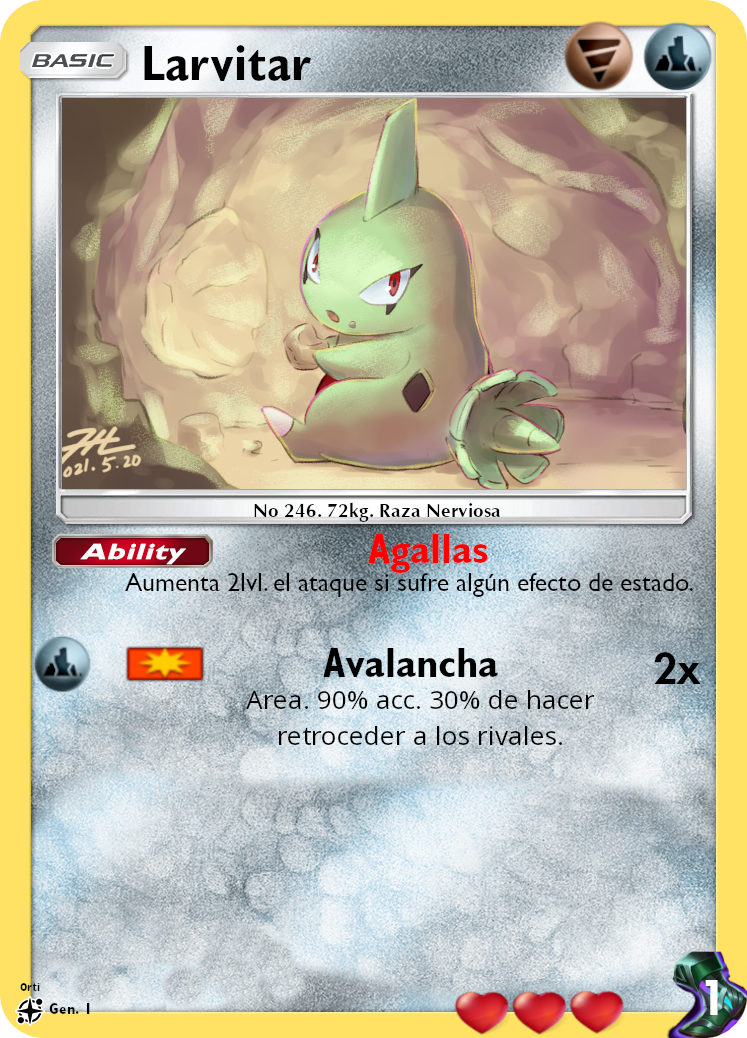 BASIC
Larvitar
021.5.20
No 246. 72kg. Raza Nerviosa
Ability
Agallas
Aumenta 2lvl. el ataque si sufre algún efecto de estado.
Avalancha
2x
Area. 90% acc. 30% de hacer
retroceder a los rivales.
Orti
Gen. 1
1